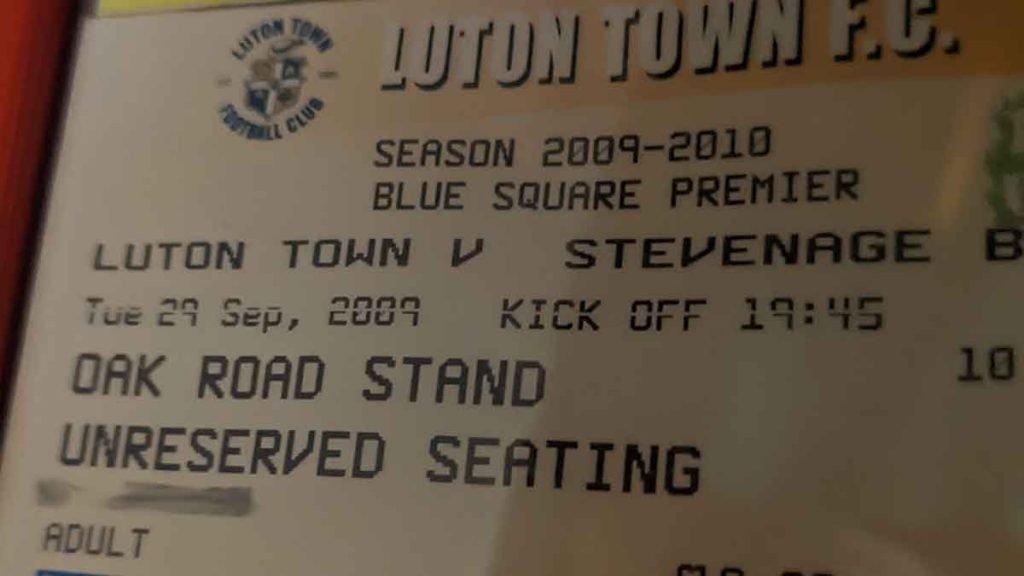 LUTON TOWN
FOOTBALL CLUB
LUTON TOWN F.C.
SEASON 2009-2010
BLUE SQUARE PREMIER
LUTON TOWN V STEVENAGE B
Tue 29 Sep, 2009 KICK OFF 19:45
OAK ROAD STAND 10
UNRESERVED SEATING
ADULT